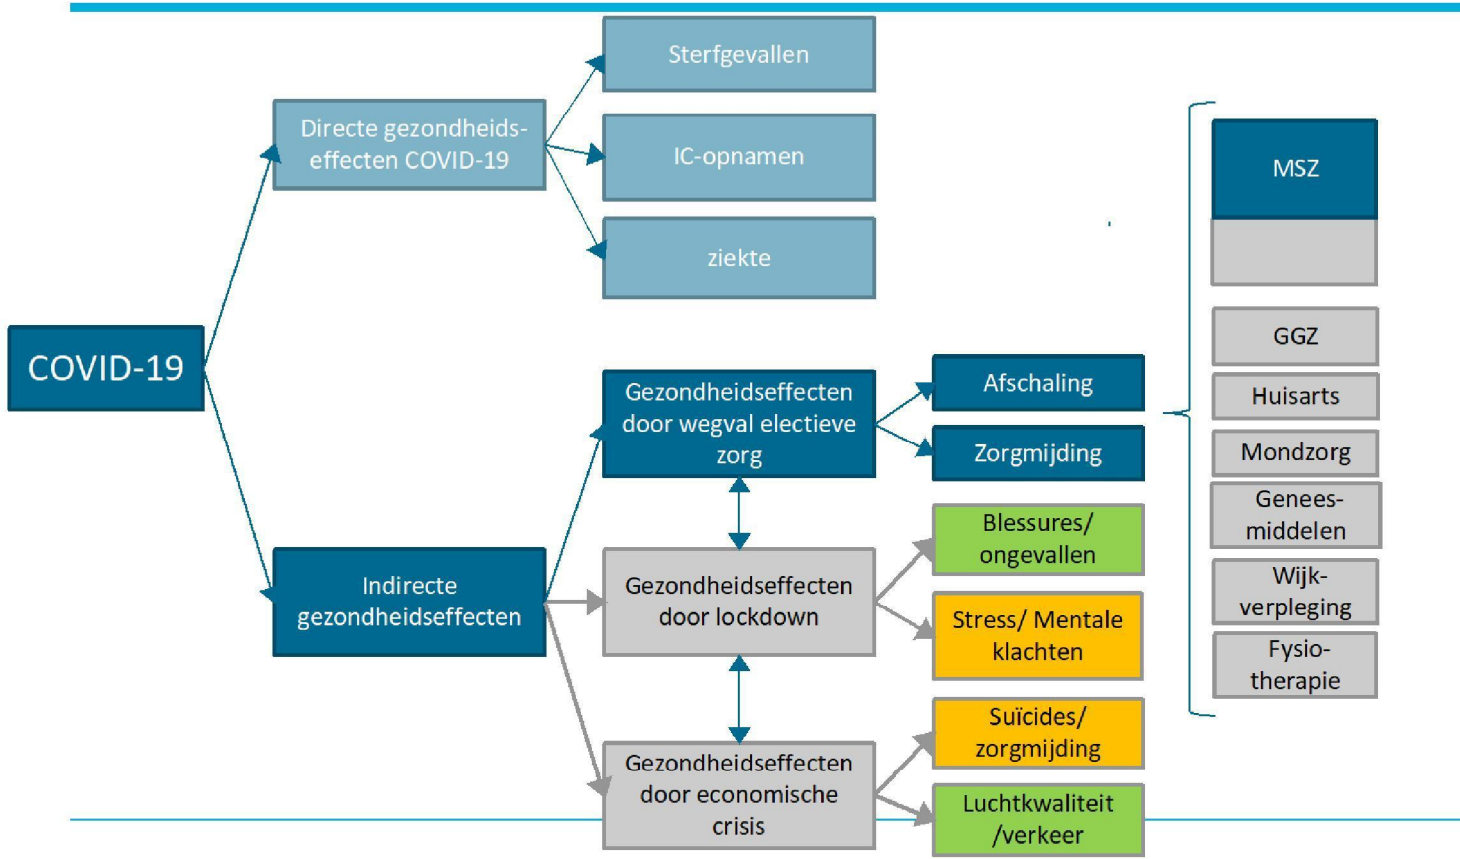 COVID-19
Directe gezondheids-
effecten COVID-19
Sterfgevallen
IC-opnamen
ziekte
Indirecte
gezondheidseffecten
Gezondheidseffecten
door wegval electieve
zorg
Afschaling
Zorgmijding
Gezondheidseffecten
door lockdown
Blessures/
ongevallen
Stress/ Mentale
klachten
Gezondheidseffecten
door economische
crisis
Suïcides/
zorgmijding
Luchtkwaliteit
/verkeer
MSZ
GGZ
Huisarts
Mondzorg
Genees-
middelen
Wijk-
verpleging
Fysio-
therapie